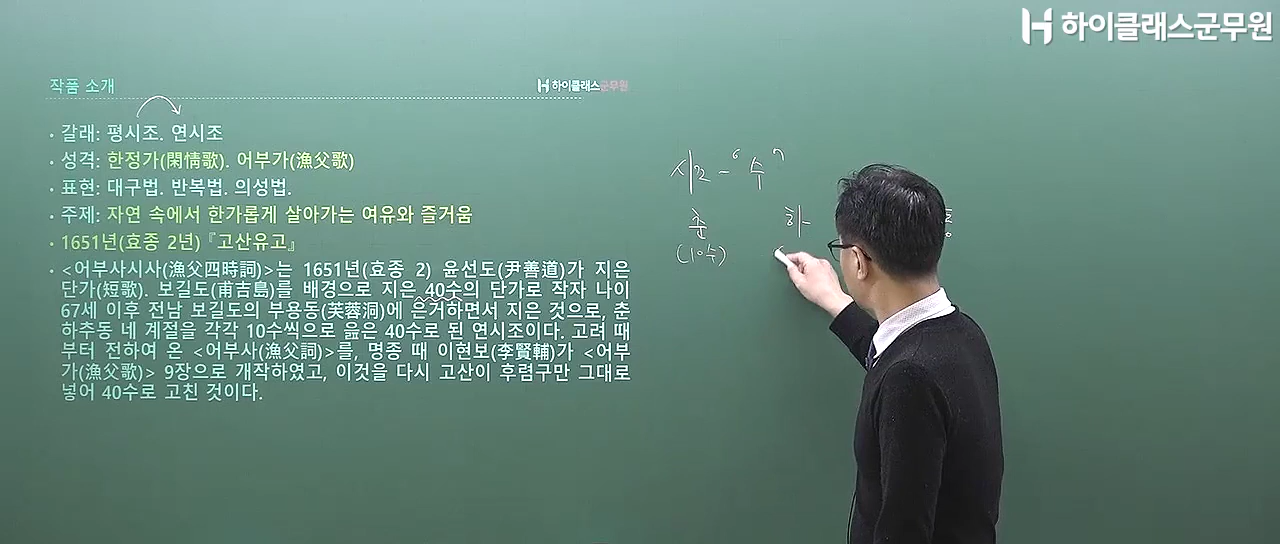 하이클래스군무원
작품 소개
하이클래스군무원
• 갈래: 평시조. 연시조
• 성격: 한정가(閑情歌). 어부가(漁父歌)
• 표현: 대구법. 반복법. 의성법.
• 주제: 자연 속에서 한가롭게 살아가는 여유와 즐거움
• 1651년(효종 2년) 『고산유고』
• <어부사시사(漁父四時詞)>는 1651년(효종 2) 윤선도(尹善道)가 지은
단가(短歌). 보길도(甫吉島)를 배경으로 지은 40수의 단가로 작자 나이
67세 이후 전남 보길도의 부용동(芙蓉洞)에 은거하면서 지은 것으로, 춘
하추동 네 계절을 각각 10수씩으로 읊은 40수로 된 연시조이다. 고려 때
부터 전하여 온 <어부사(漁父詞)>를, 명종 때 이현보(李賢輔)가 <어부
가(漁父歌)> 9장으로 개작하였고, 이것을 다시 고산이 후렴구만 그대로
넣어 40수로 고친 것이다.
시조 - "수"
춘 하
(10수)